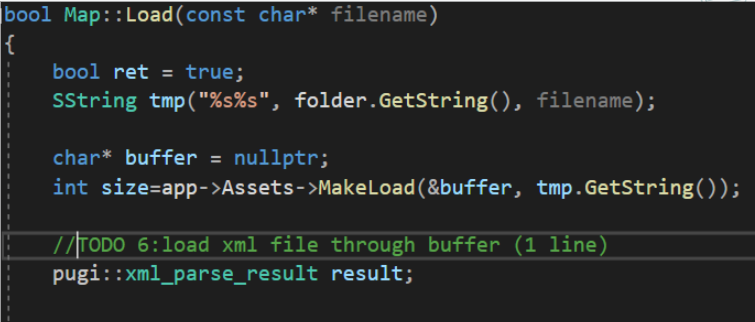 bool Map::Load(const char* filename)
{
bool ret = true;
SString tmp("%s%s", folder.GetString(), filename);
char* buffer = nullptr;
int size=app->Assets->MakeLoad(&buffer, tmp.GetString());
//TODO 6:load xml file through buffer (1 line)
pugi::xml_parse_result result;